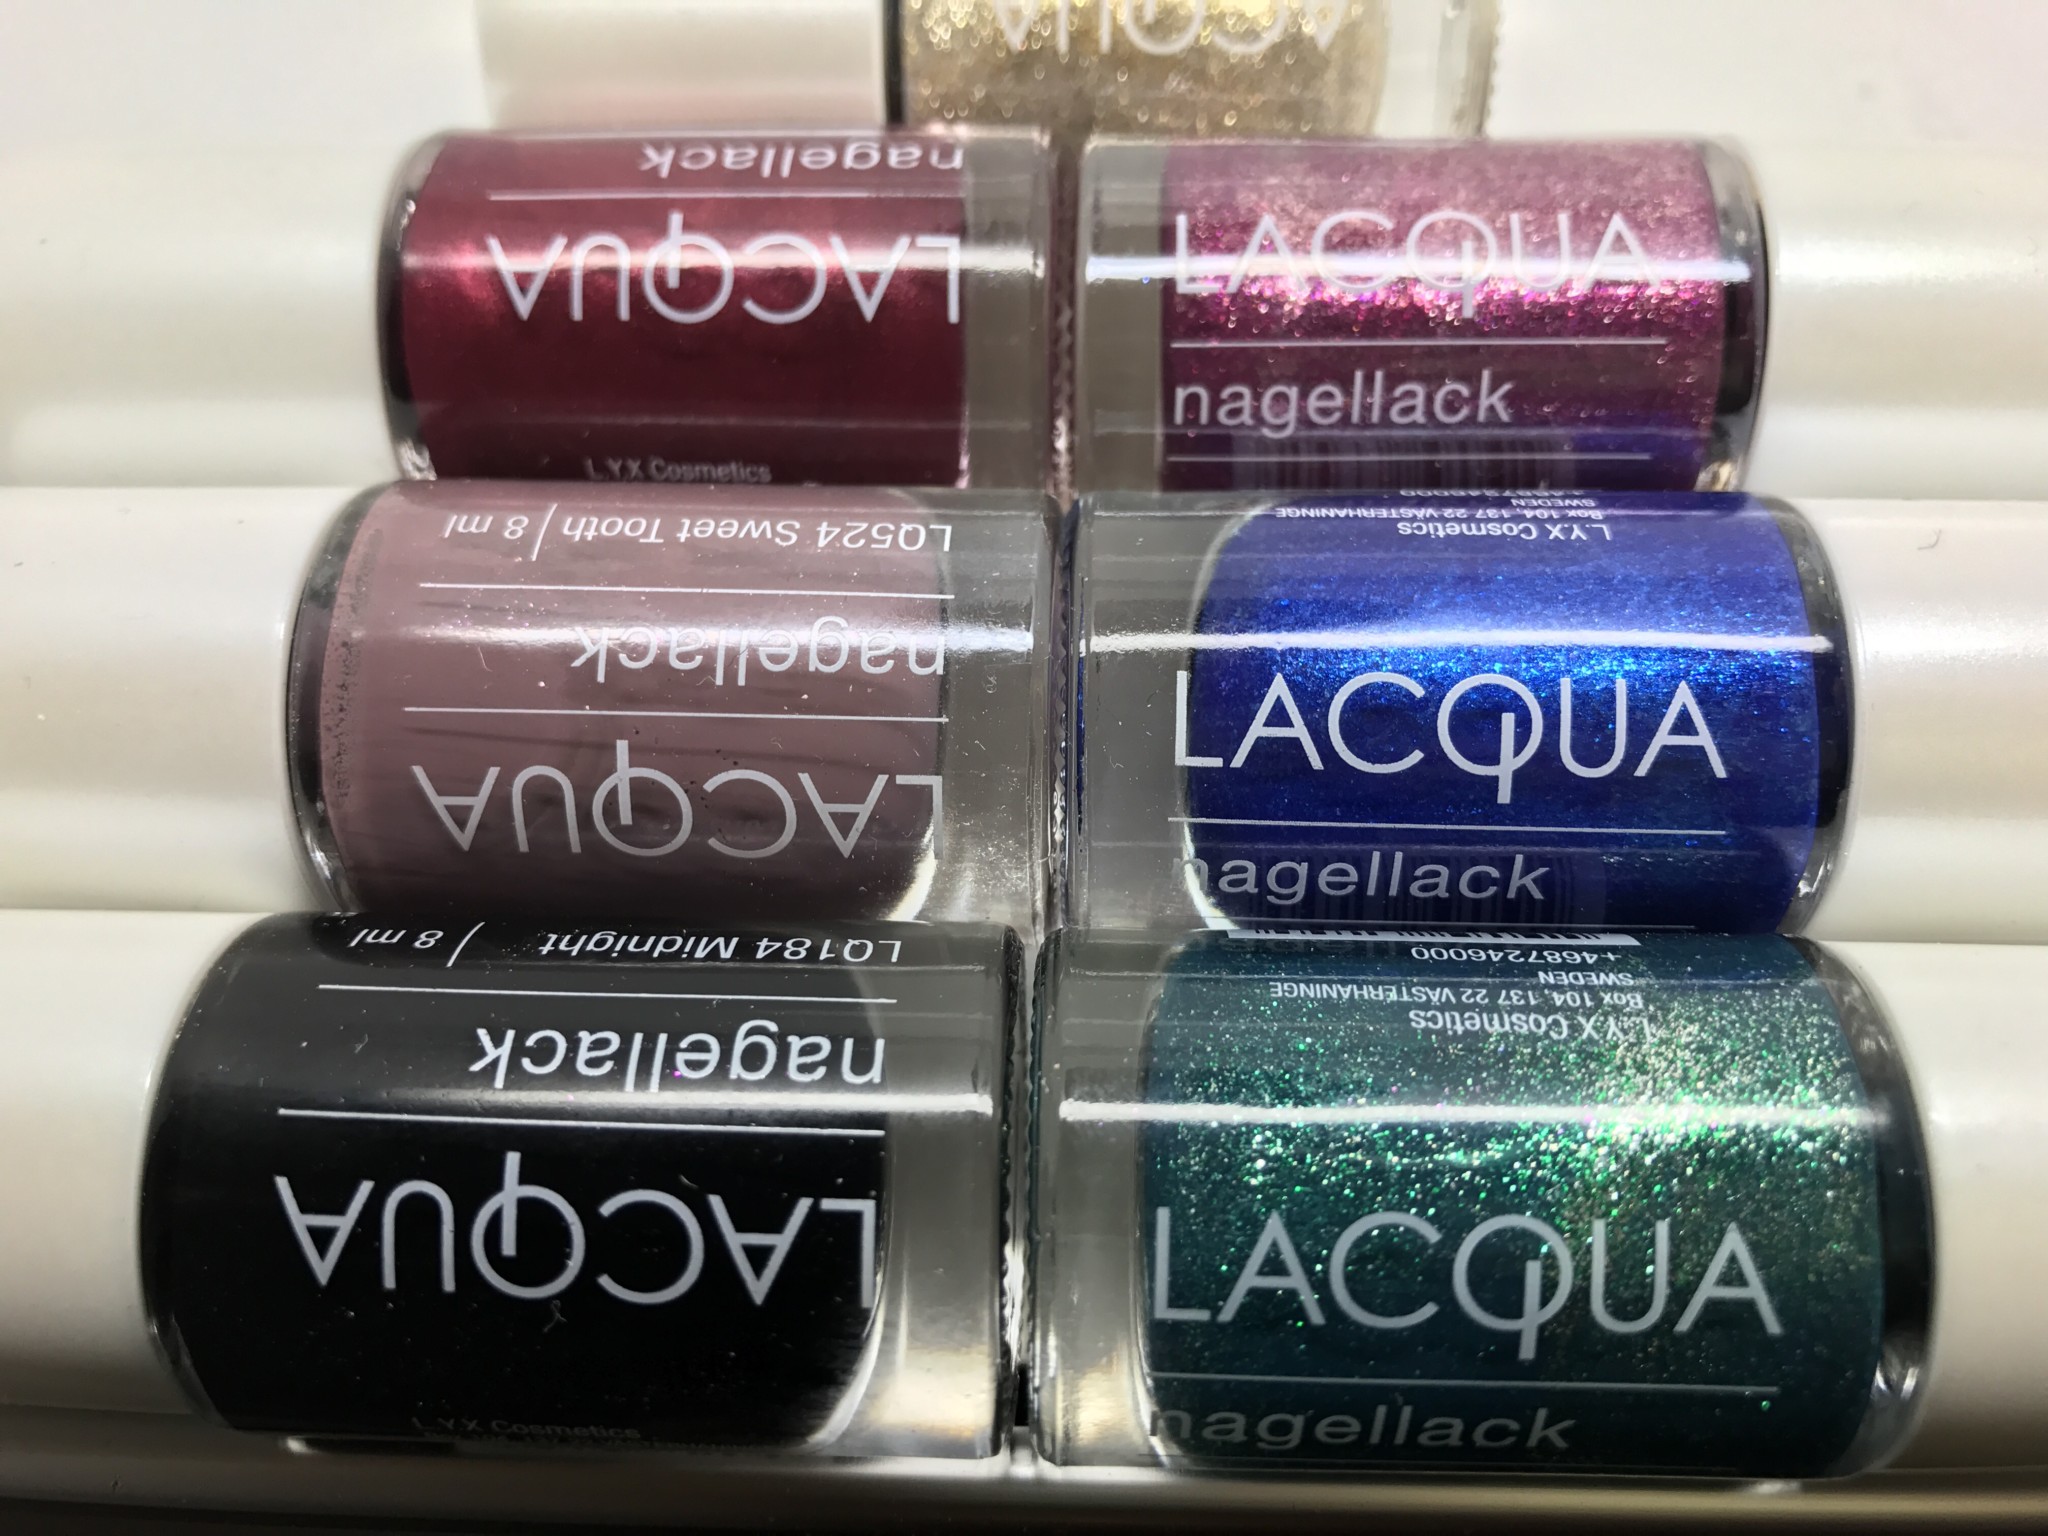 LACQUA
nagellack
LACQUA
L.Y.X Cosmetics
LACQUA
nagellack
LQ524 Sweet Tooth / 8 ml
nagellack
LACQUA
L.Y.X Cosmetics
Box 104, 137 22 VÄSTERHANINGE
SWEDEN
+4687246000
LACQUA
nagellack
LQ184 Midnight / 8 ml
nagellack
LACQUA
L.Y.X Cosmetics
L.Y.X Cosmetics
Box 104, 137 22 VÄSTERHANINGE
SWEDEN
+4687246000
LACQUA
nagellack